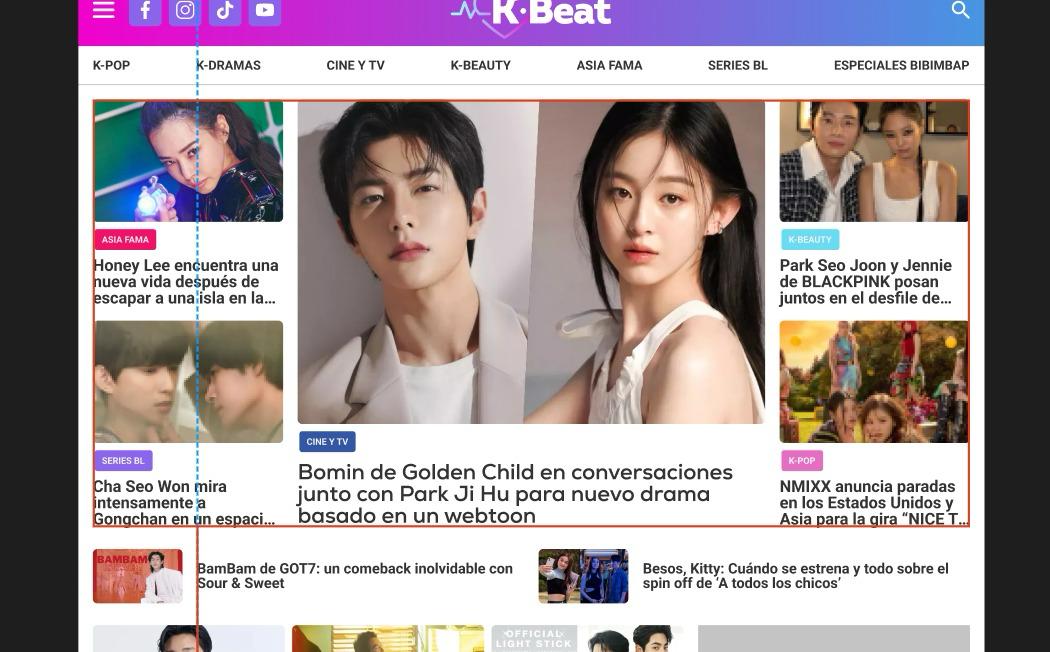 K·Beat
K-POP
K-DRAMAS
CINE Y TV
K-BEAUTY
ASIA FAMA
SERIES BL
ESPECIALES BIBIMBAP
ASIA FAMA
Honey Lee encuentra una
nueva vida después de
escapar a una isla en la...
SERIES BL
Cha Seo Won mira
intensamente a
Gongchan en un espaci...
CINE Y TV
Bomin de Golden Child en conversaciones
junto con Park Ji Hu para nuevo drama
basado en un webtoon
K-BEAUTY
Park Seo Joon y Jennie
de BLACKPINK posan
juntos en el desfile de...
K-POP
NMIXX anuncia paradas
en los Estados Unidos y
Asia para la gira “NICE T...
BAMBAM
BamBam de GOT7: un comeback inolvidable con
Sour & Sweet
Besos, Kitty: Cuándo se estrena y todo sobre el
spin off de ‘A todos los chicos’
OFFICIAL
LIGHT STICK